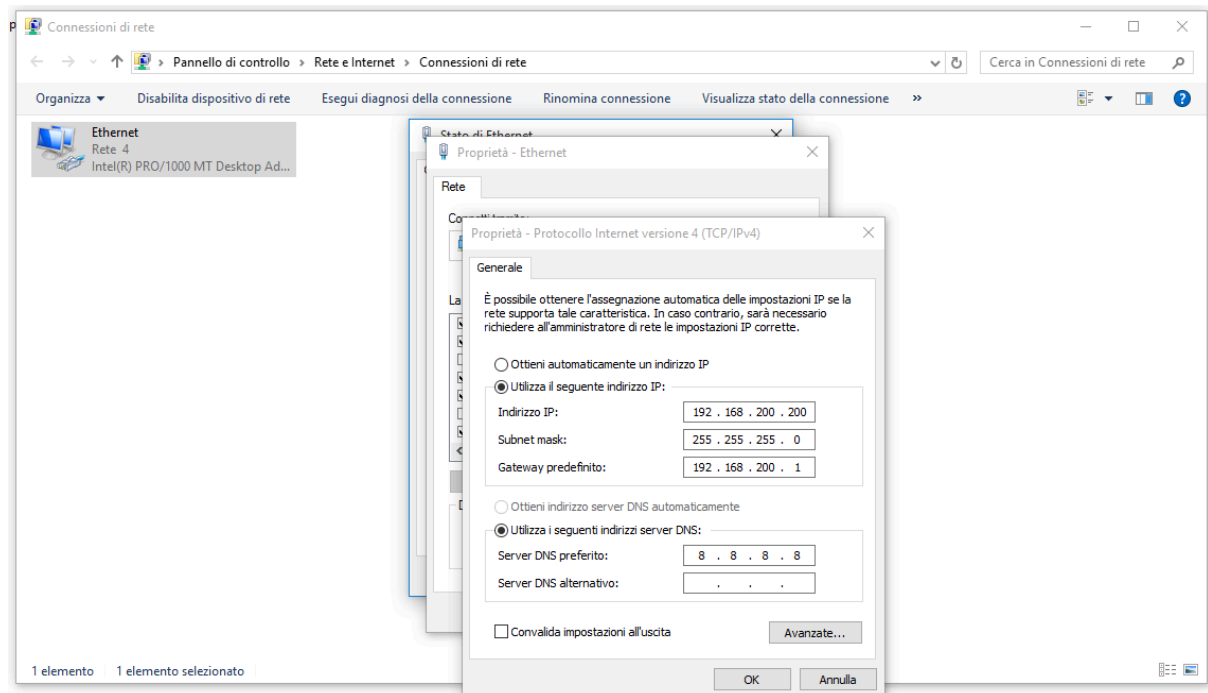 p
Connessioni di rete
Pannello di controllo > Rete e Internet > Connessioni di rete
Cerca in Connessioni di rete
Organizza
Disabilita dispositivo di rete
Esegui diagnosi della connessione
Rinomina connessione
Visualizza stato della connessione
»
Ethernet
Rete 4
Intel(R) PRO/1000 MT Desktop Ad...
Stato di Ethernet
Proprietà - Ethernet
Rete
Connetti tramite:
La
Proprietà - Protocollo Internet versione 4 (TCP/IPv4)
Generale
È possibile ottenere l'assegnazione automatica delle impostazioni IP se la
rete supporta tale caratteristica. In caso contrario, sarà necessario
richiedere all'amministratore di rete le impostazioni IP corrette.
Ottieni automaticamente un indirizzo IP
Utilizza il seguente indirizzo IP:
Indirizzo IP: 192 . 168 . 200 . 200
Subnet mask: 255 . 255 . 255 . 0
Gateway predefinito: 192 . 168 . 200 . 1
Ottieni indirizzo server DNS automaticamente
Utilizza i seguenti indirizzi server DNS:
Server DNS preferito: 8 . 8 . 8 . 8
Server DNS alternativo: . . .
Convalida impostazioni all'uscita
Avanzate...
OK
Annulla
1 elemento
1 elemento selezionato